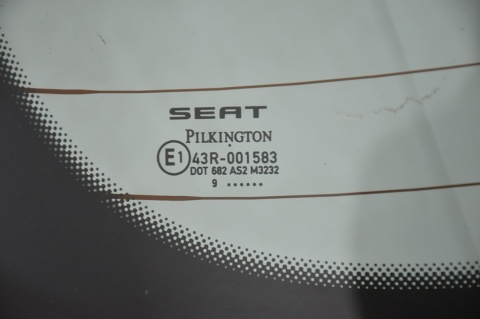 SEAT
PILKINGTON
E1 43R-001583
DOT 682 AS2 M3232
9 ......